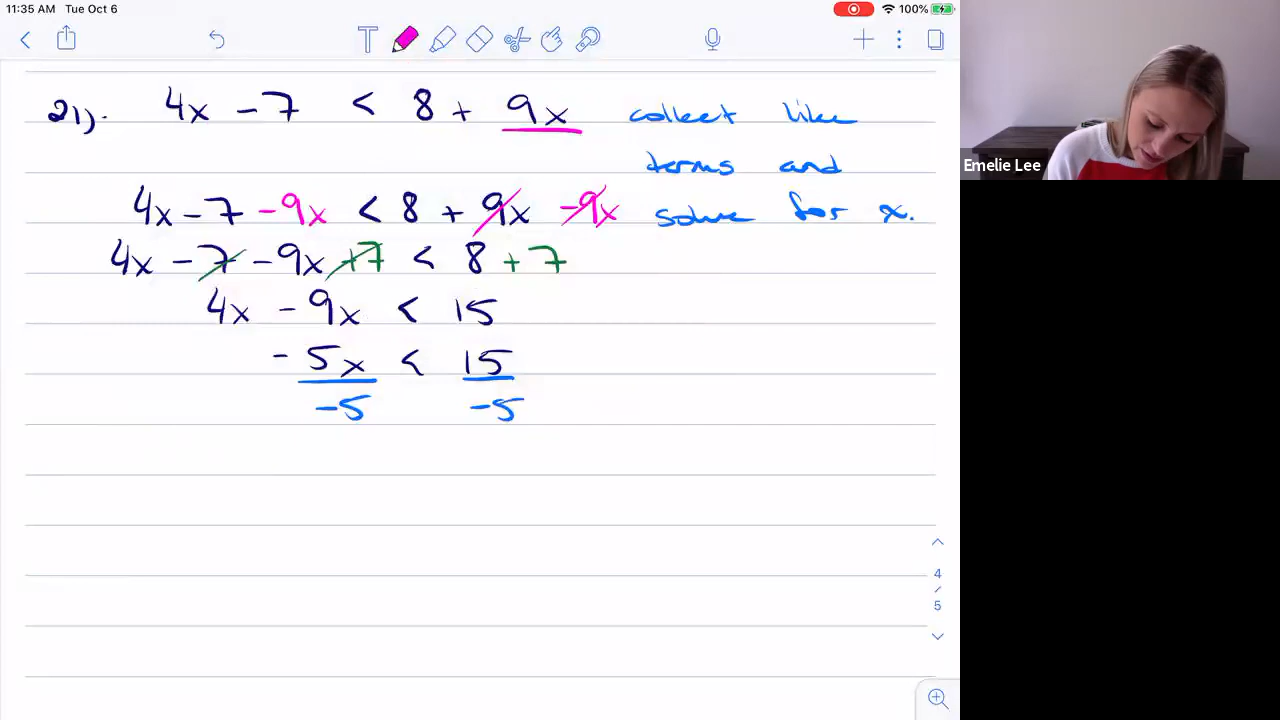 11:35 AM Tue Oct 6
100%
T
21). 4x - 7 < 8 + 9x collect like
terms and
4x - 7 - 9x < 8 + 9x - 9x solve for x.
4x - 7 - 9x + 7 < 8 + 7
4x - 9x < 15
- 5x < 15
-5 -5
Emelie Lee
4
/
5